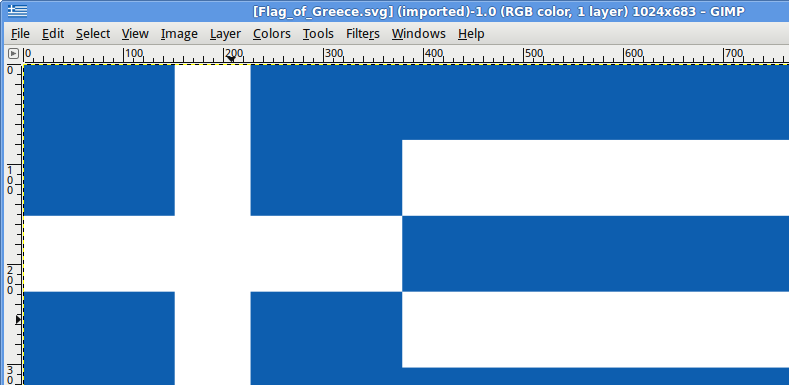 [Flag_of_Greece.svg] (imported)-1.0 (RGB color, 1 layer) 1024x683 – GIMP
File Edit Select View Image Layer Colors Tools Filters Windows Help
0 100 200 300 400 500 600 700
0
100
200
30